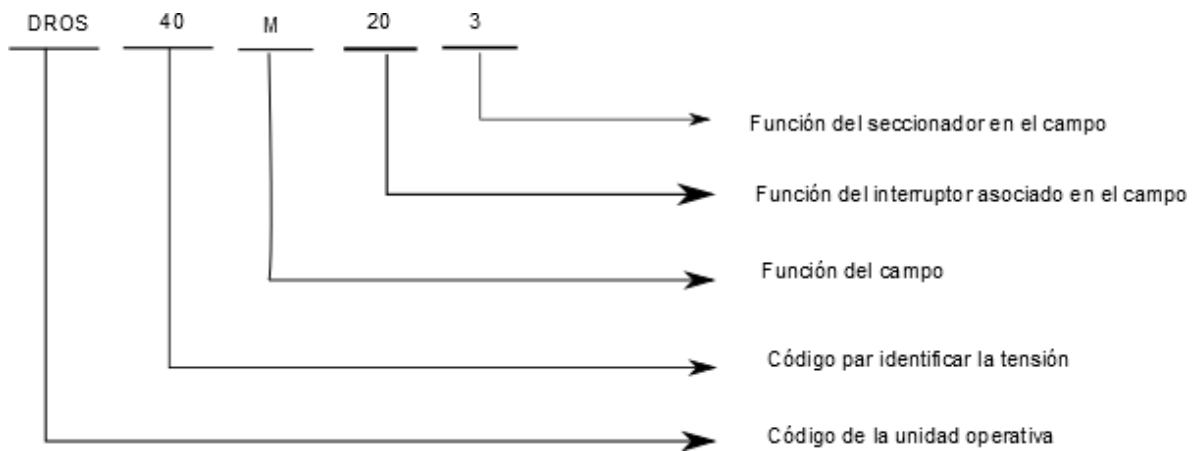 DROS 40 M 20 3
Función del seccionador en el campo
Función del interruptor asociado en el campo
Función del campo
Código par identificar la tensión
Código de la unidad operativa